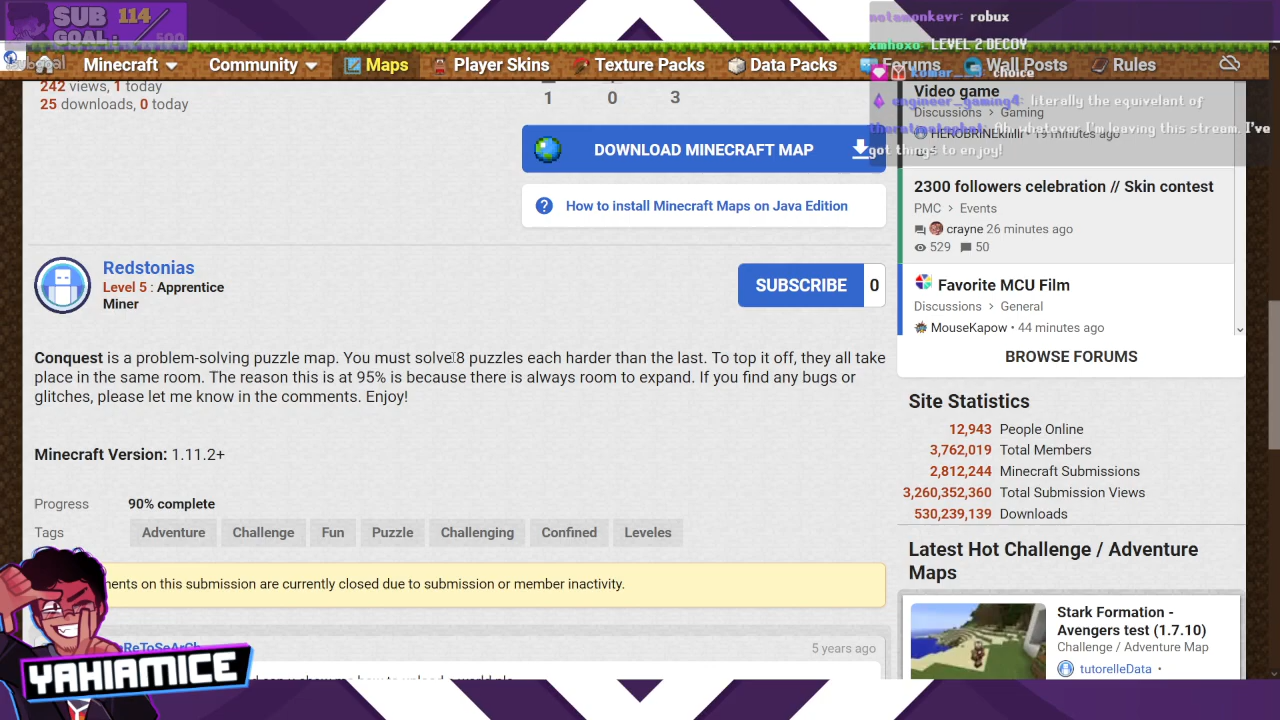 SUB GOAL : 114/500
subgoal
Minecraft
Community
Maps
Player Skins
Texture Packs
Data Packs
Forums
Wall Posts
Rules
notamonkevr: robux
xmhoxo: LEVEL 2 DECOY
choice
engineer_gaming4: literally the equivelant of
whatever I'm leaving this stream. I've
got things to enjoy!
242 views, 1 today
25 downloads, 0 today
1 0 3
DOWNLOAD MINECRAFT MAP
How to install Minecraft Maps on Java Edition
Redstonias
Level 5 : Apprentice
Miner
SUBSCRIBE 0
Conquest is a problem-solving puzzle map. You must solve 8 puzzles each harder than the last. To top it off, they all take
place in the same room. The reason this is at 95% is because there is always room to expand. If you find any bugs or
glitches, please let me know in the comments. Enjoy!
Minecraft Version: 1.11.2+
Progress 90% complete
Tags Adventure Challenge Fun Puzzle Challenging Confined Leveles
ents on this submission are currently closed due to submission or member inactivity.
ReToSeArCh
5 years ago
YAHIAMICE
Video game
Discussions > Gaming
19 minutes ago
2300 followers celebration // Skin contest
PMC > Events
crayne 26 minutes ago
529 50
Favorite MCU Film
Discussions > General
MouseKapow • 44 minutes ago
BROWSE FORUMS
Site Statistics
12,943 People Online
3,762,019 Total Members
2,812,244 Minecraft Submissions
3,260,352,360 Total Submission Views
530,239,139 Downloads
Latest Hot Challenge / Adventure
Maps
Stark Formation -
Avengers test (1.7.10)
Challenge / Adventure Map
tutorelleData •